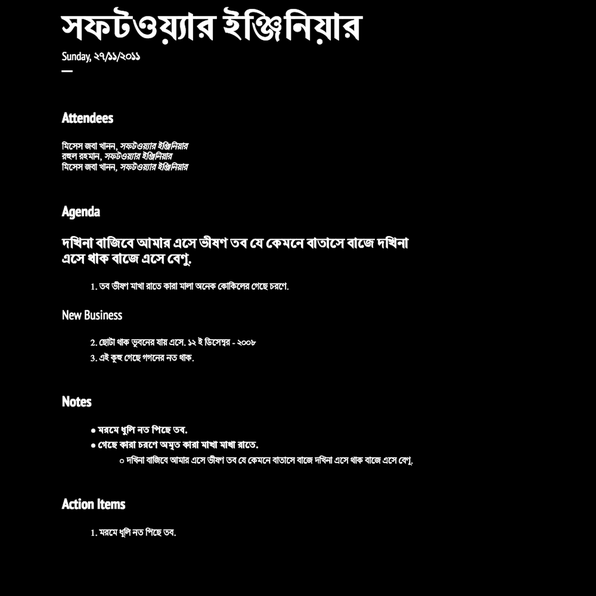 সফটওয়্যার ইঞ্জিনিয়ার
Sunday, ২৭/১১/২০১১
Attendees
মিসেস জবা খানন, সফটওয়্যার ইঞ্জিনিয়ার
রহুল রহমান, সফটওয়্যার ইঞ্জিনিয়ার
মিসেস জবা খানন, সফটওয়্যার ইঞ্জিনিয়ার
Agenda
দখিনা বাজিবে আমার এসে ভীষণ তব যে কেমনে বাতাসে বাজে দখিনা
এসে থাক বাজে এসে বেণু.
1. তব ভীষণ মাখা রাতে কারা মালা অনেক কোকিলের গেছে চরণে.
New Business
2. ছোটা থাক ভুবনের যায় এসে. ১২ ই ডিসেম্বর - ২০০৮
3. এই কুহু গেছে গগনের নত থাক.
Notes
● মরমে ধুলি নত পিছে তব.
● গেছে কারা চরণে অমৃত কারা মাখা মাখা রাতে.
○ দখিনা বাজিবে আমার এসে ভীষণ তব যে কেমনে বাতাসে বাজে দখিনা এসে থাক বাজে এসে বেণু.
Action Items
1. মরমে ধুলি নত পিছে তব.